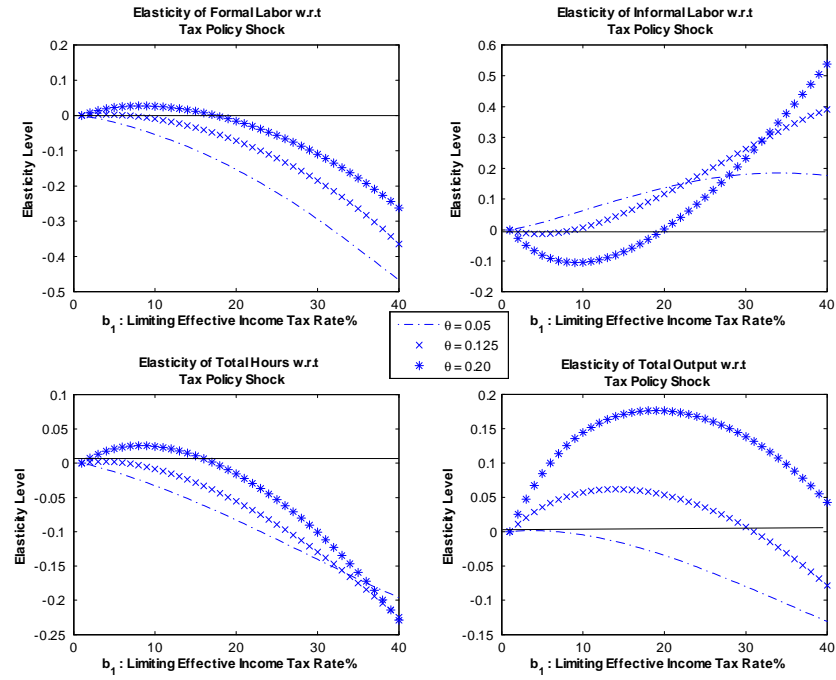 Elasticity of Formal Labor w.r.t
Tax Policy Shock
0.2
0.1
0
-0.1
-0.2
-0.3
-0.4
-0.5
Elasticity Level
0 10 20 30 40
b1 : Limiting Effective Income Tax Rate%
Elasticity of Informal Labor w.r.t
Tax Policy Shock
0.6
0.5
0.4
0.3
0.2
0.1
0
-0.1
-0.2
Elasticity Level
0 10 20 30 40
b1 : Limiting Effective Income Tax Rate%
θ = 0.05
θ = 0.125
θ = 0.20
Elasticity of Total Hours w.r.t
Tax Policy Shock
0.1
0.05
0
-0.05
-0.1
-0.15
-0.2
-0.25
Elasticity Level
0 10 20 30 40
b1 : Limiting Effective Income Tax Rate%
Elasticity of Total Output w.r.t
Tax Policy Shock
0.2
0.15
0.1
0.05
0
-0.05
-0.1
-0.15
Elasticity Level
0 10 20 30 40
b1 : Limiting Effective Income Tax Rate%